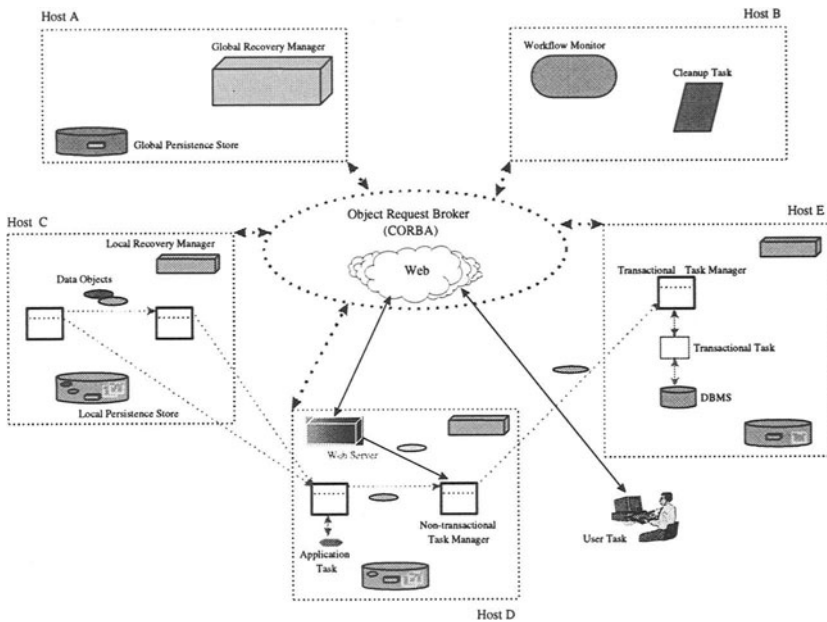 Host A
Global Recovery Manager
Global Persistence Store
Host B
Workflow Monitor
Cleanup Task
Object Request Broker
(CORBA)
Web
Host C
Local Recovery Manager
Data Objects
Local Persistence Store
Host E
Transactional Task Manager
Transactional Task
DBMS
Web Server
Application
Task
Non-transactional
Task Manager
Host D
User Task